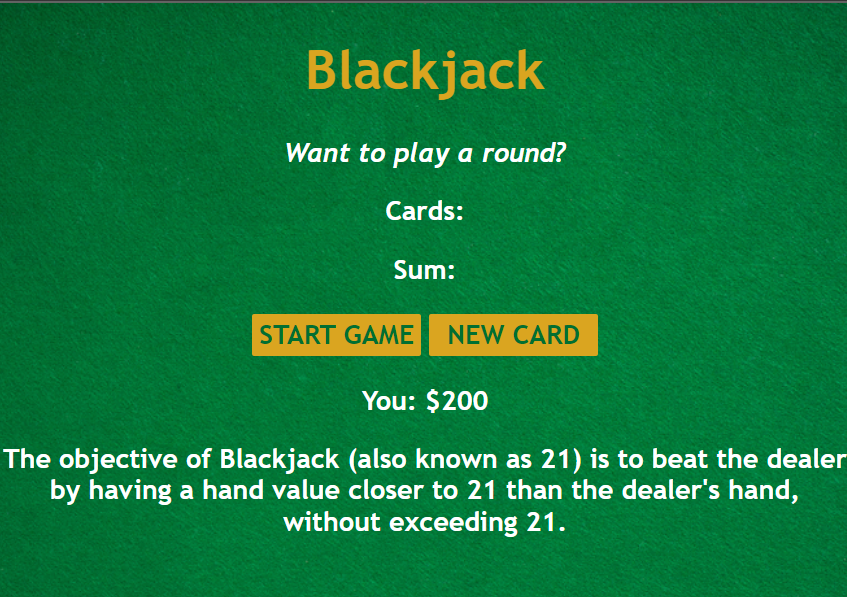 Blackjack
Want to play a round?
Cards:
Sum:
START GAME NEW CARD
You: $200
The objective of Blackjack (also known as 21) is to beat the dealer
by having a hand value closer to 21 than the dealer's hand,
without exceeding 21.